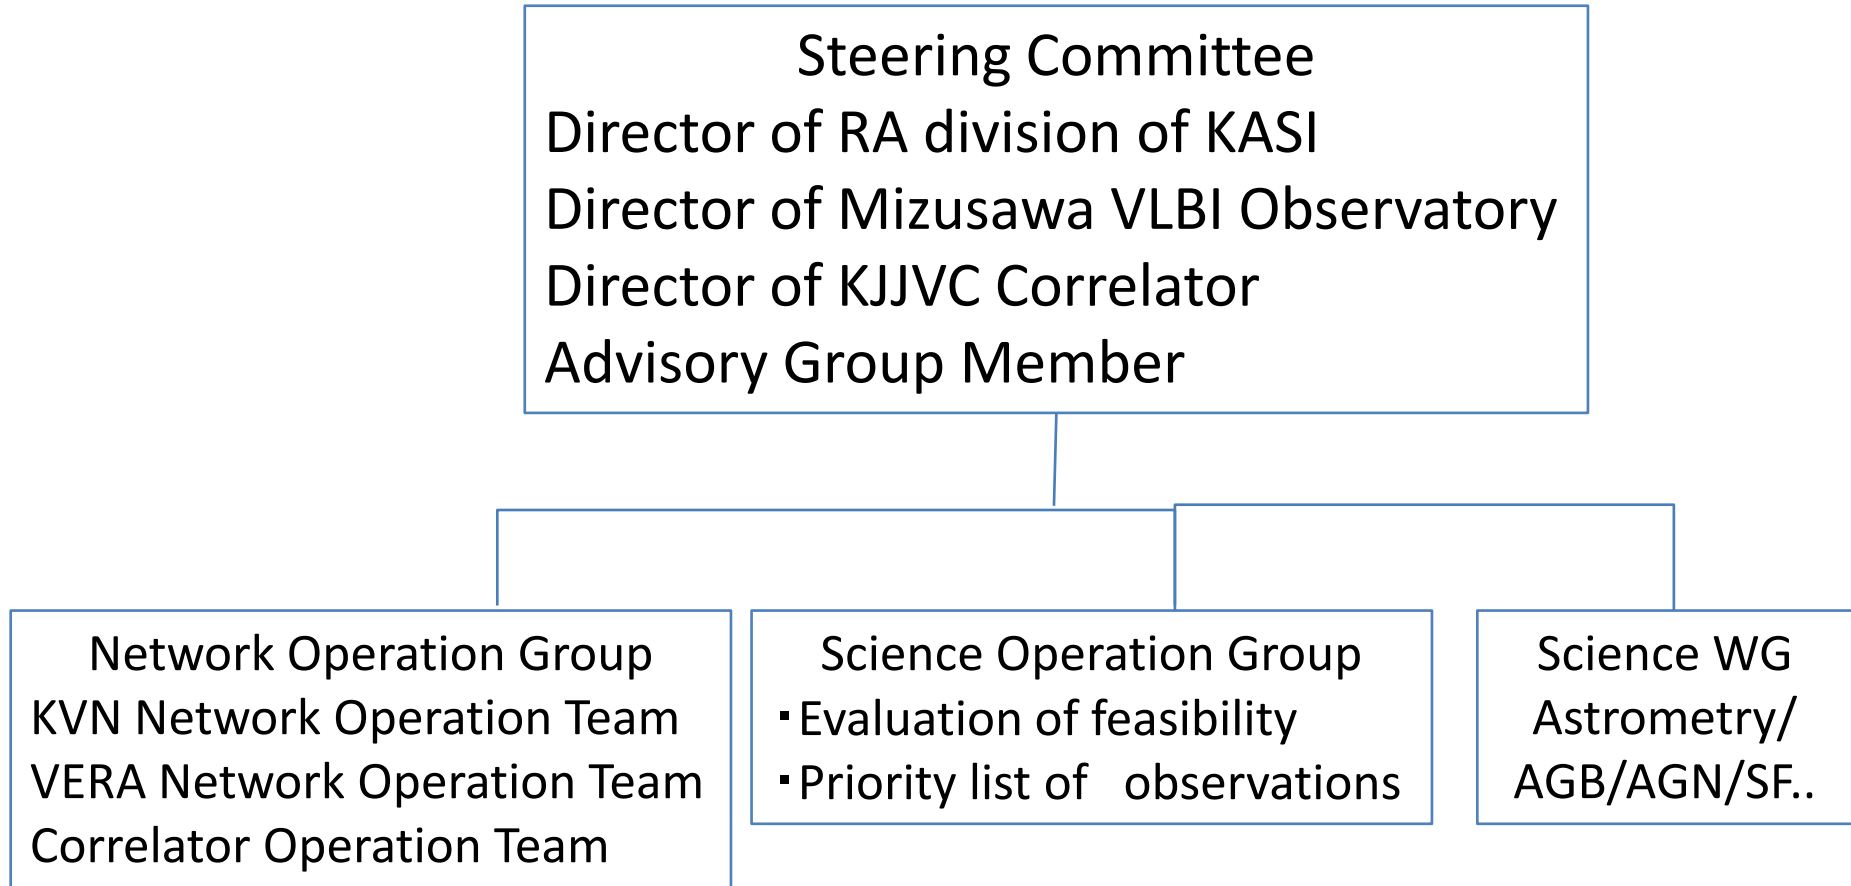 Steering Committee
Director of RA division of KASI
Director of Mizusawa VLBI Observatory
Director of KJJVC Correlator
Advisory Group Member
Network Operation Group
KVN Network Operation Team
VERA Network Operation Team
Correlator Operation Team
Science Operation Group
･Evaluation of feasibility
･Priority list of observations
Science WG
Astrometry/
AGB/AGN/SF..